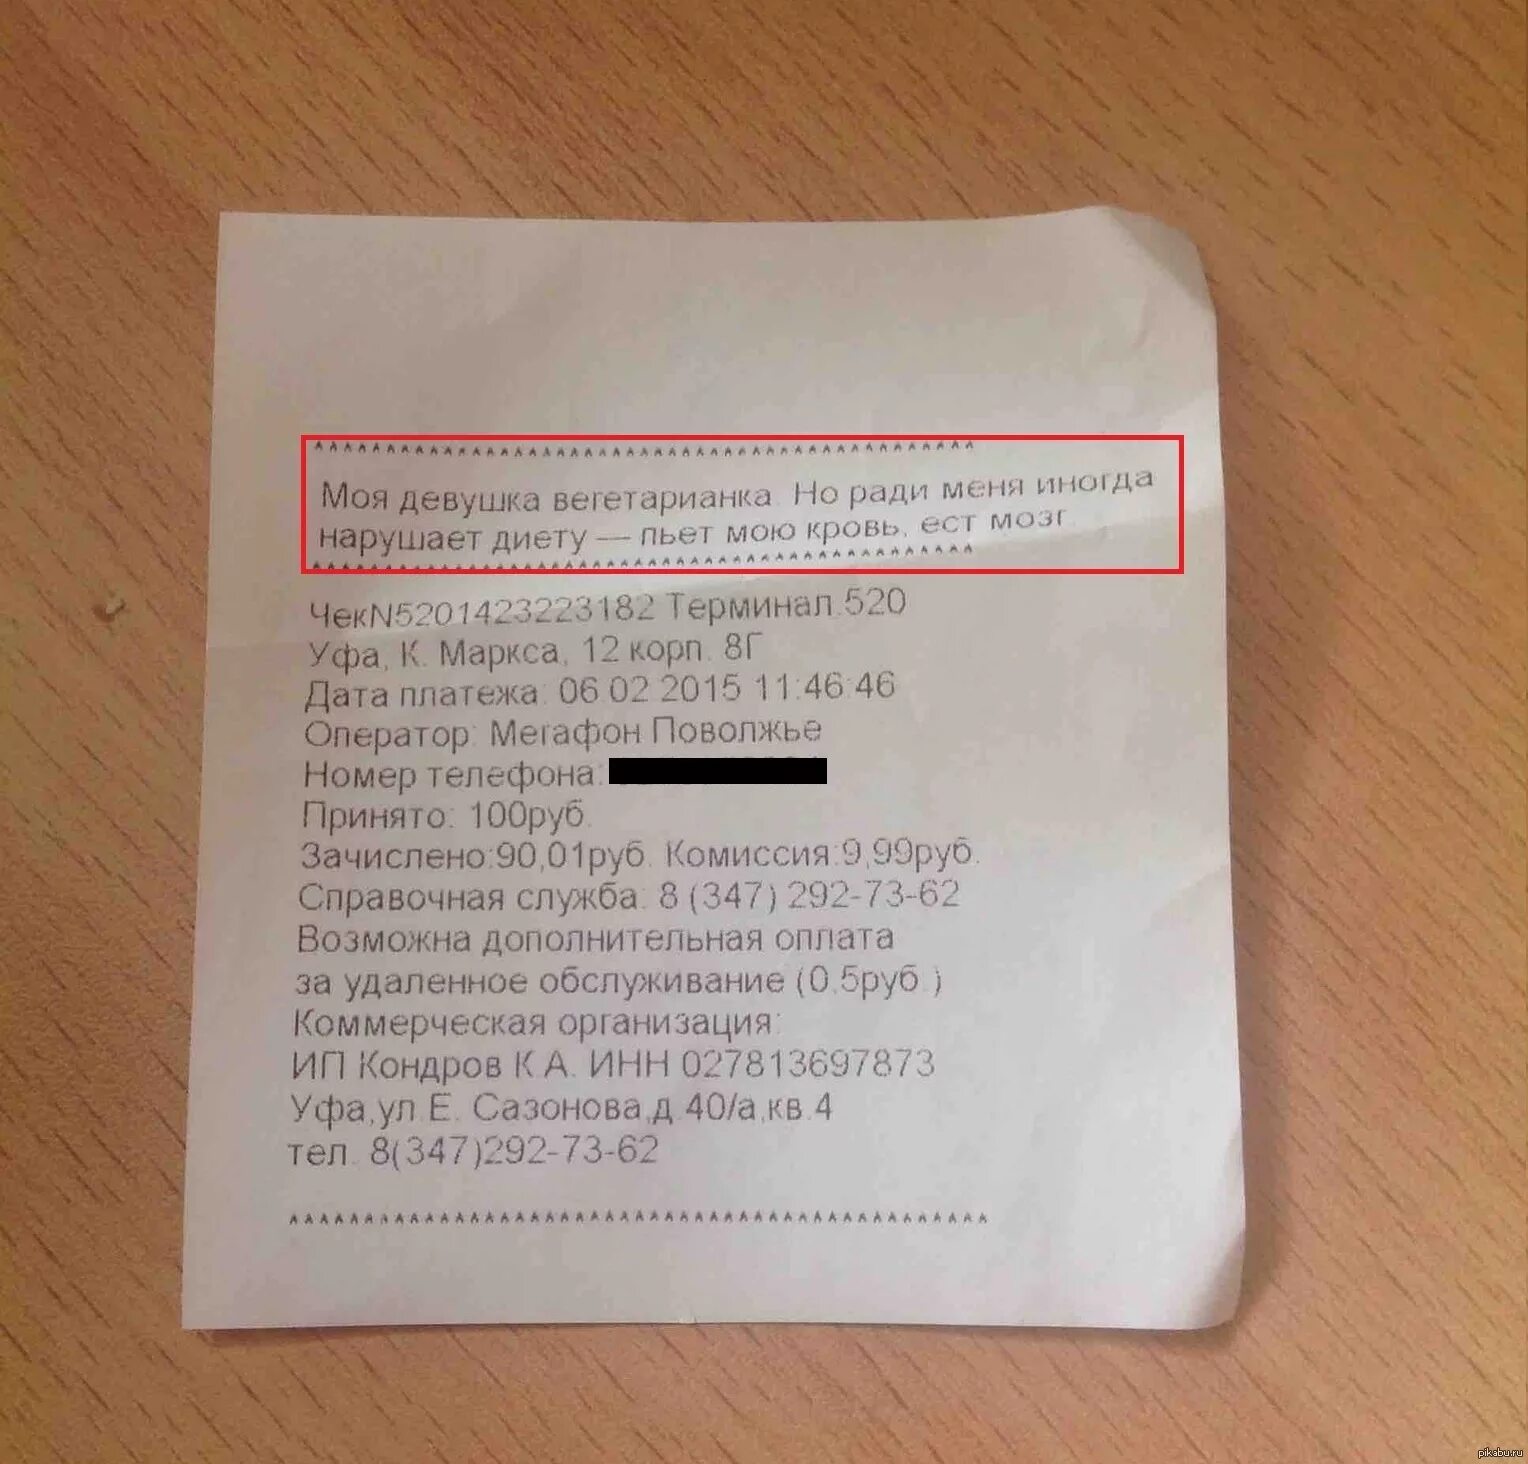 ^^^^^^^^^^^^^^^^^^^^^^^^^^^^^^^^^^^^^^^^^^^^^^
Моя девушка вегетарианка. Но ради меня иногда
нарушает диету — пьет мою кровь, ест мозг.
^^^^^^^^^^^^^^^^^^^^^^^^^^^^^^^^^^^^^^^^^^^^^^
ЧекN5201423223182 Терминал:520
Уфа, К. Маркса, 12 корп. 8Г
Дата платежа: 06.02.2015 11:46:46
Оператор: Мегафон Поволжье
Номер телефона:
Принято: 100руб.
Зачислено:90,01руб. Комиссия:9,99руб.
Справочная служба: 8 (347) 292-73-62
Возможна дополнительная оплата
за удаленное обслуживание (0.5руб.)
Коммерческая организация:
ИП Кондров К.А. ИНН 027813697873
Уфа,ул.Е. Сазонова,д.40/а,кв.4
тел. 8(347)292-73-62
^^^^^^^^^^^^^^^^^^^^^^^^^^^^^^^^^^^^^^^^^^^^^^
pikabu.ru